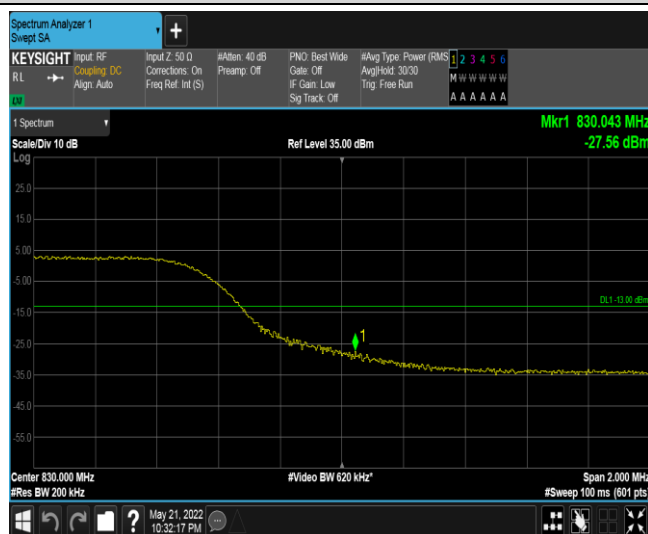 Spectrum Analyzer 1
Swept SA
KEYSIGHT
RL
Input: RF
Coupling: DC
Align: Auto
Input Z: 50 Ω
Corrections: On
Freq Ref: Int (S)
#Atten: 40 dB
Preamp: Off
PNO: Best Wide
Gate: Off
IF Gain: Low
Sig Track: Off
#Avg Type: Power (RMS
Avg|Hold: 30/30
Trig: Free Run
1 2 3 4 5 6
M W W W W W
A A A A A A
1 Spectrum
Scale/Div 10 dB
Log
Ref Level 35.00 dBm
Mkr1 830.043 MHz
-27.56 dBm
25.0
15.0
5.00
-5.00
-15.0
-25.0
-35.0
-45.0
-55.0
DL1 -13.00 dBm
1
Center 830.000 MHz
#Res BW 200 kHz
#Video BW 620 kHz*
Span 2.000 MHz
#Sweep 100 ms (601 pts)
?
May 21, 2022
10:32:17 PM